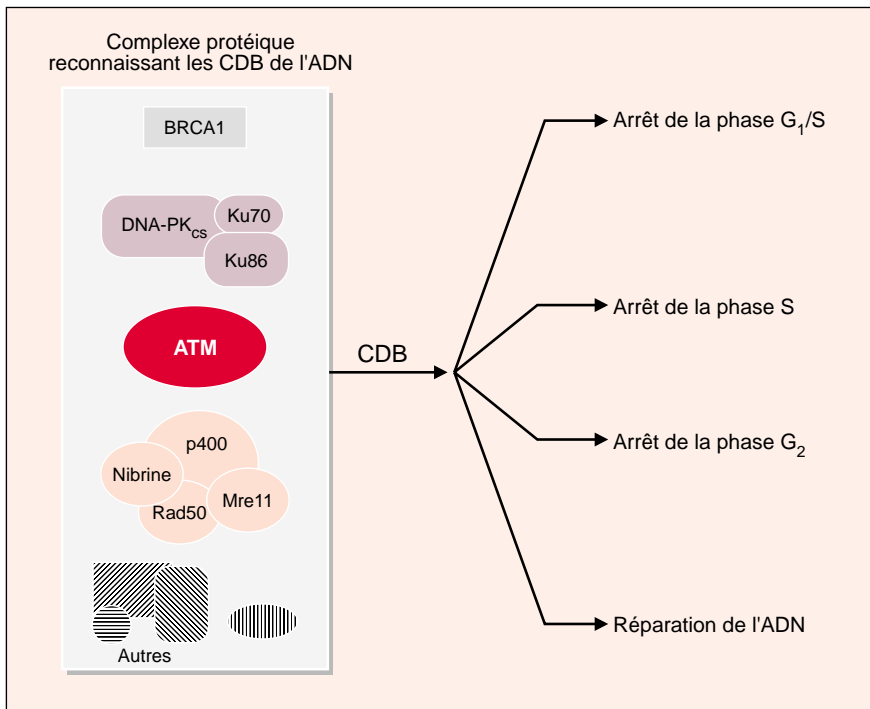 Complexe protéique
reconnaissant les CDB de l'ADN
BRCA1
DNA-PKcs
Ku70
Ku86
ATM
p400
Nibrine
Mre11
Rad50
Autres
CDB
Arrêt de la phase G1/S
Arrêt de la phase S
Arrêt de la phase G2
Réparation de l'ADN